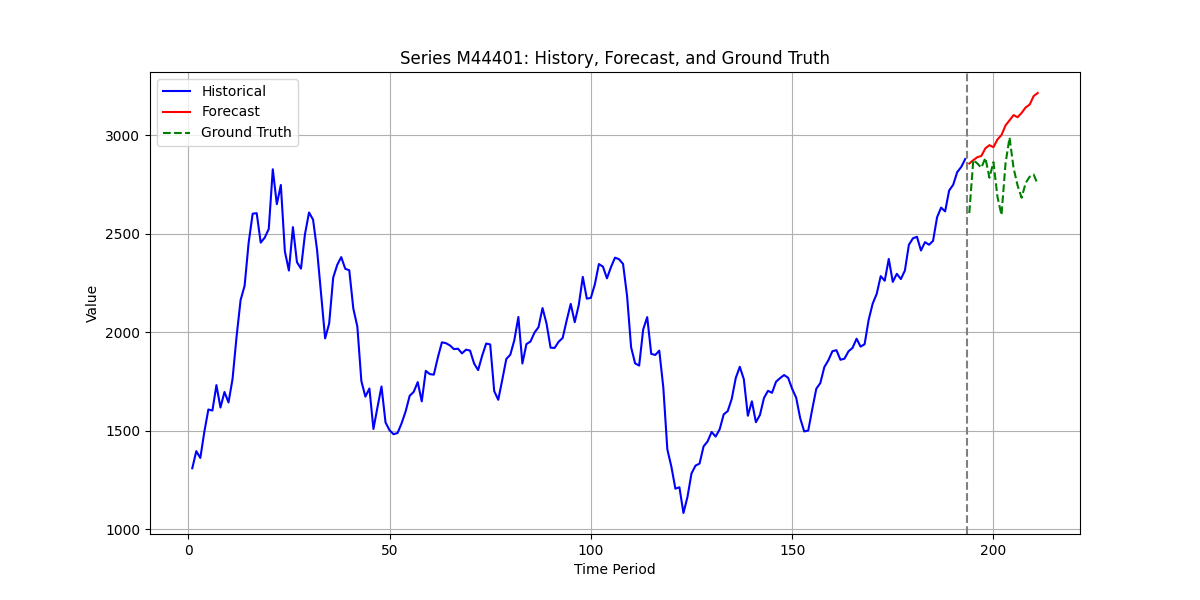 Series M44401: History, Forecast, and Ground Truth
Historical
Forecast
Ground Truth
3000
2500
2000
1500
1000
Value
0 50 100 150 200
Time Period